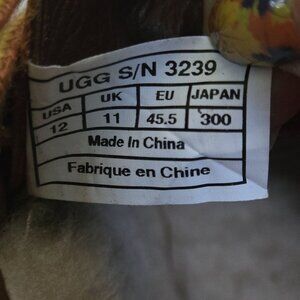 UGG S/N 3239
USA UK EU JAPAN
12 11 45.5 300
Made In China
Fabrique en Chine